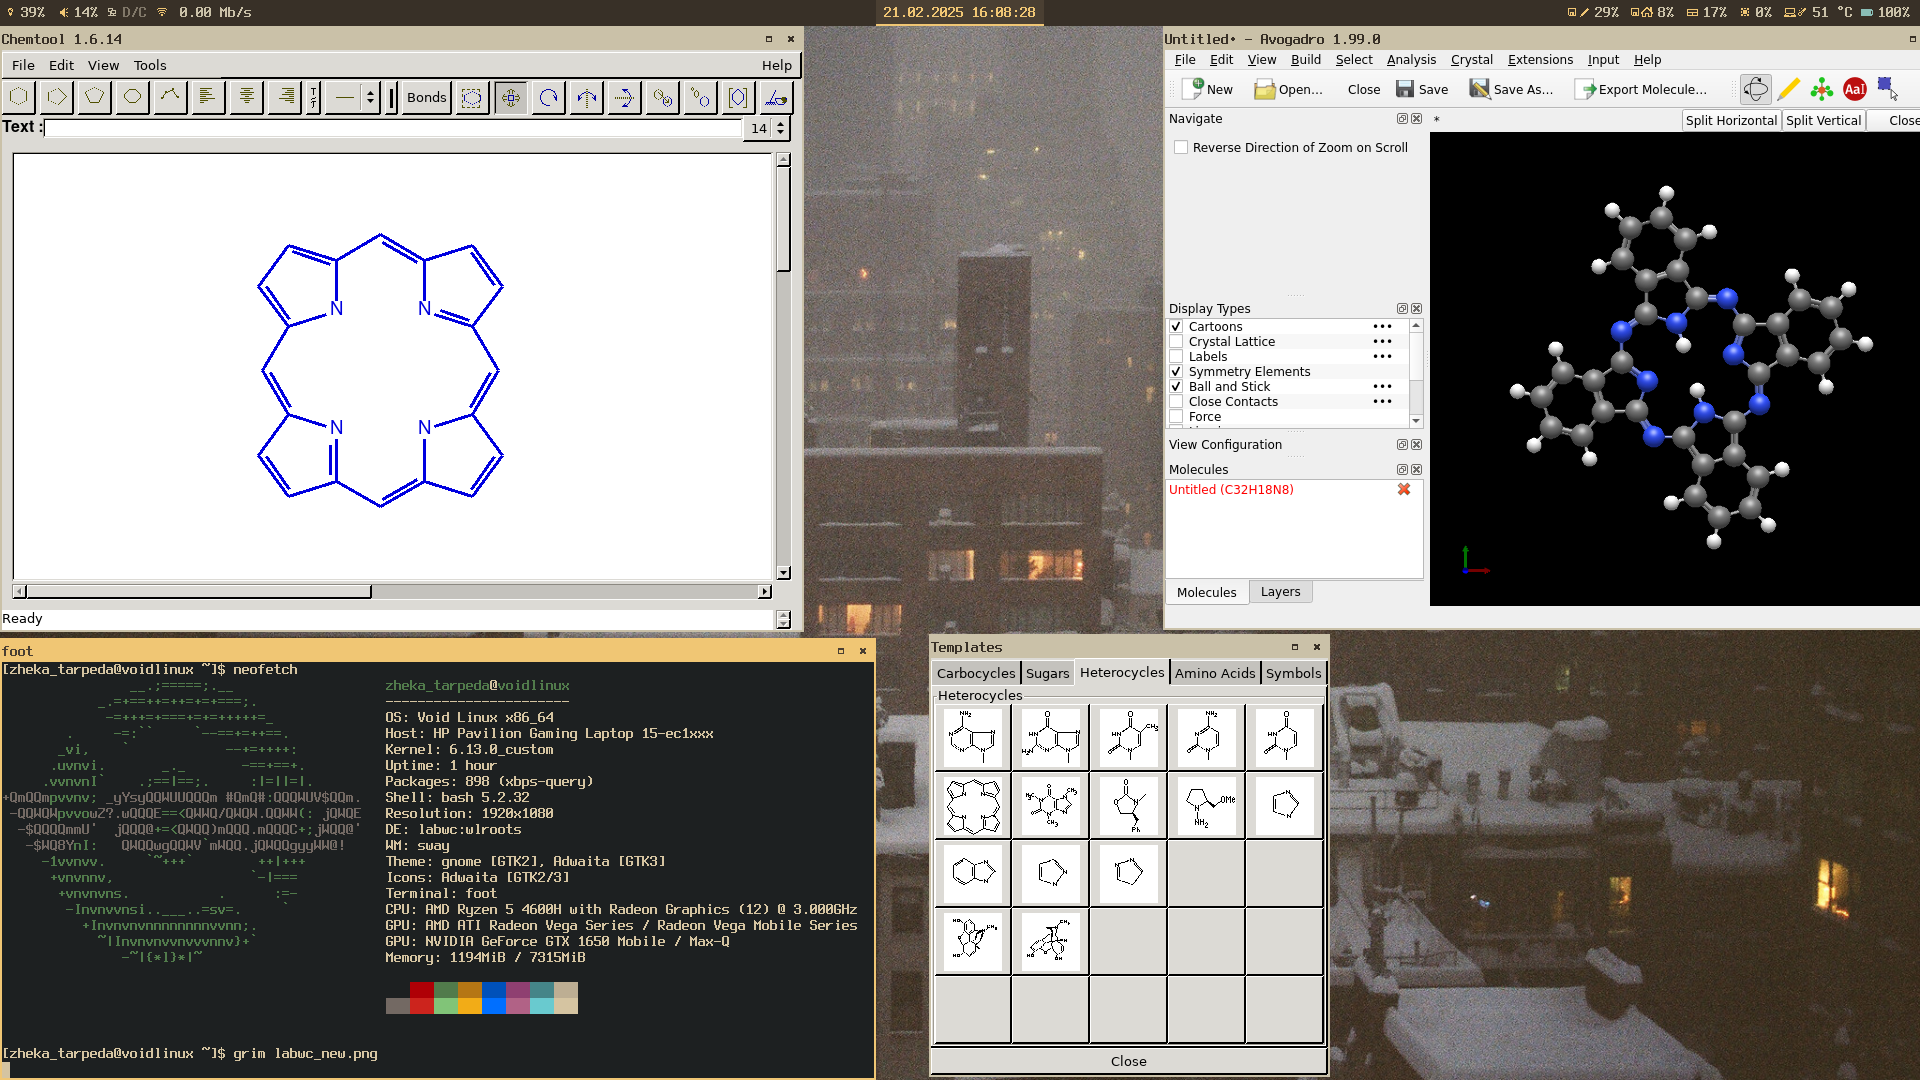 39% 14% D/C 0.00 Mb/s 21.02.2025 16:08:28 29% 8% 17% 0% 51 °C 100%
Chemtool 1.6.14
File Edit View Tools Help
Bonds
Text : 14
N N
N N
Ready
Untitled• - Avogadro 1.99.0
File Edit View Build Select Analysis Crystal Extensions Input Help
New Open... Close Save Save As... Export Molecule... AaI
Navigate * Split Horizontal Split Vertical Close
Reverse Direction of Zoom on Scroll
Display Types
Cartoons •••
Crystal Lattice •••
Labels •••
Symmetry Elements
Ball and Stick •••
Close Contacts •••
Force
View Configuration
Molecules
Untitled (C32H18N8)
Molecules Layers
foot
[zheka_tarpeda@voidlinux ~]$ neofetch
zheka_tarpeda@voidlinux
-----------------------
OS: Void Linux x86_64
Host: HP Pavilion Gaming Laptop 15-ec1xxx
Kernel: 6.13.0_custom
Uptime: 1 hour
Packages: 898 (xbps-query)
Shell: bash 5.2.32
Resolution: 1920x1080
DE: labwc:wlroots
WM: sway
Theme: gnome [GTK2], Adwaita [GTK3]
Icons: Adwaita [GTK2/3]
Terminal: foot
CPU: AMD Ryzen 5 4600H with Radeon Graphics (12) @ 3.000GHz
GPU: AMD ATI Radeon Vega Series / Radeon Vega Mobile Series
GPU: NVIDIA GeForce GTX 1650 Mobile / Max-Q
Memory: 1194MiB / 7315MiB
[zheka_tarpeda@voidlinux ~]$ grim labwc_new.png
Templates
Carbocycles Sugars Heterocycles Amino Acids Symbols
Heterocycles
Close